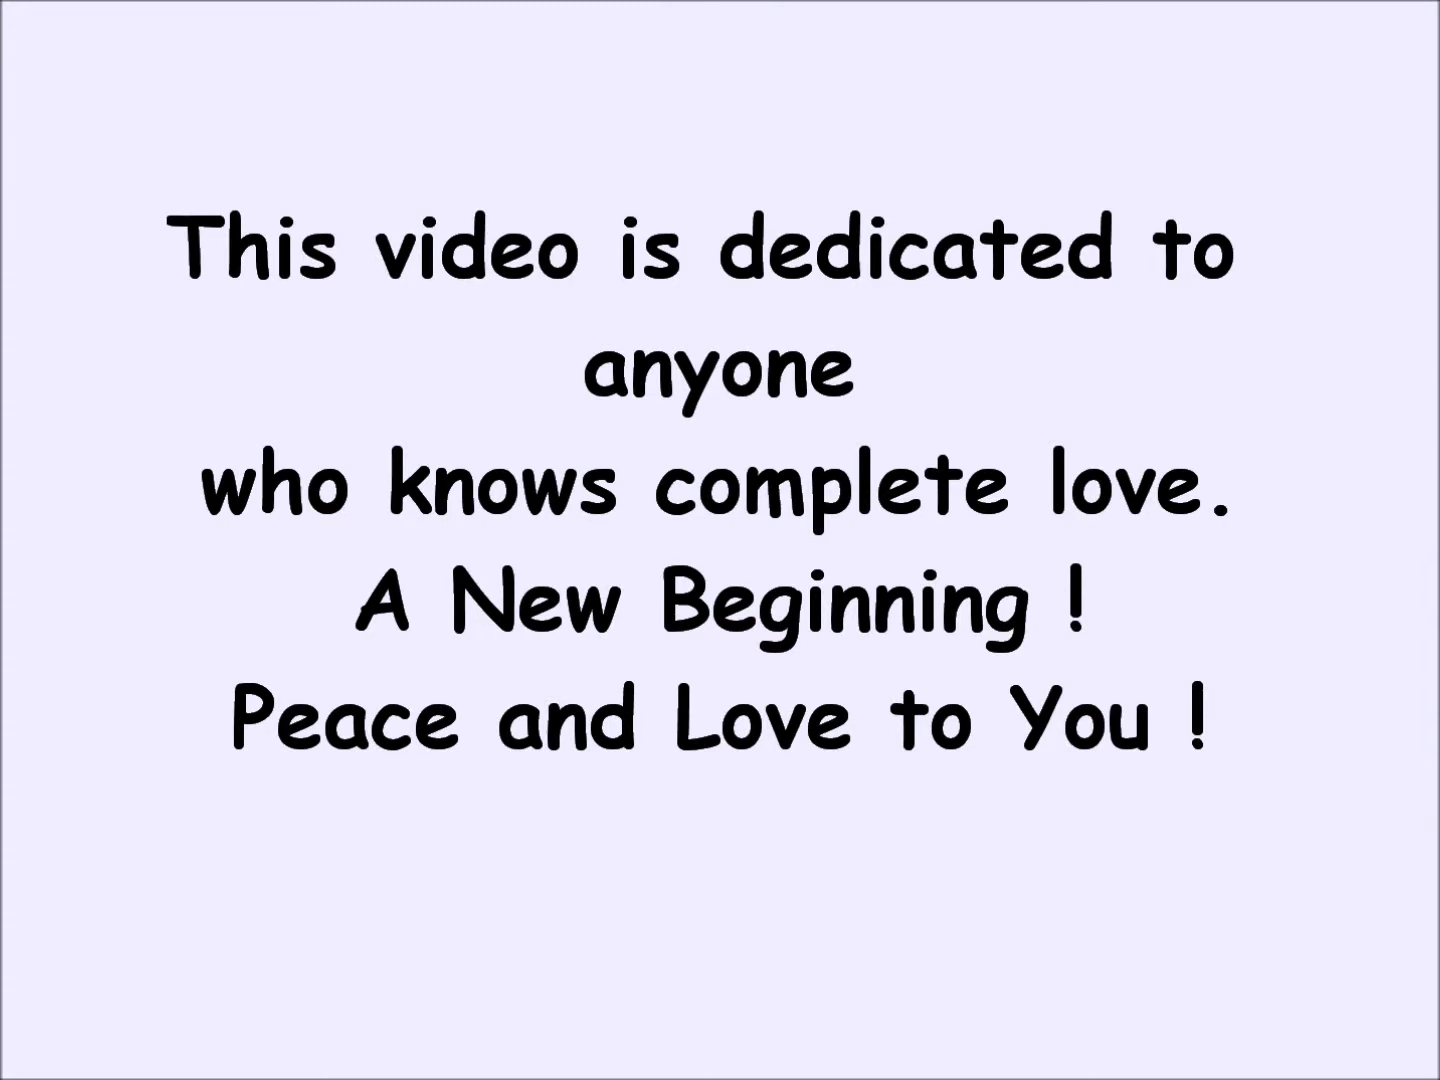 This video is dedicated to
anyone
who knows complete love.
A New Beginning !
Peace and Love to You !